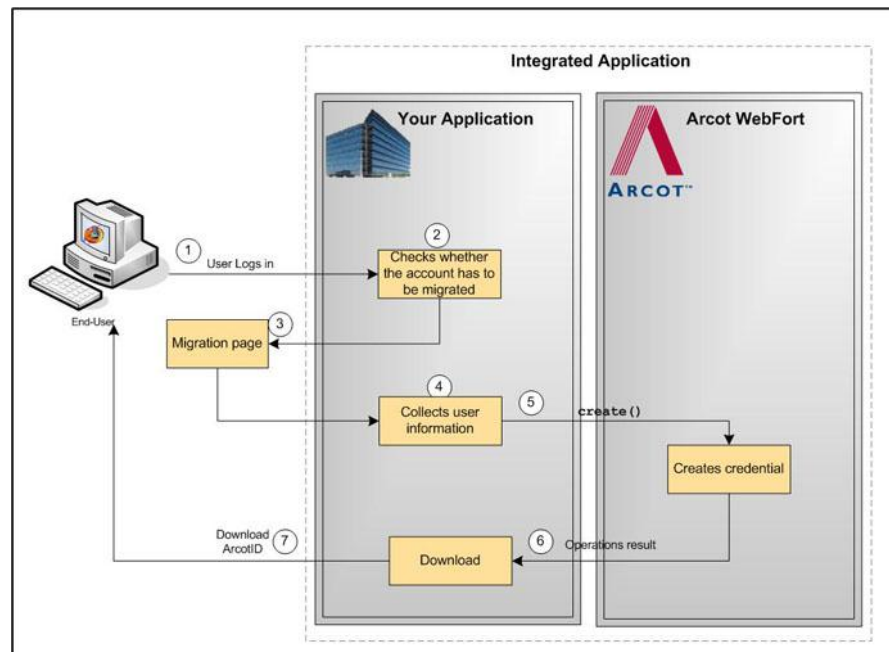 Integrated Application
Your Application
Arcot WebFort
ARCOT™
1
User Logs in
2
Checks whether
the account has to
be migrated
End-User
3
Migration page
4
Collects user
information
5
create()
Creates credential
6
Operations result
Download
7
Download
ArcotID